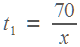 t₁ = 70/x